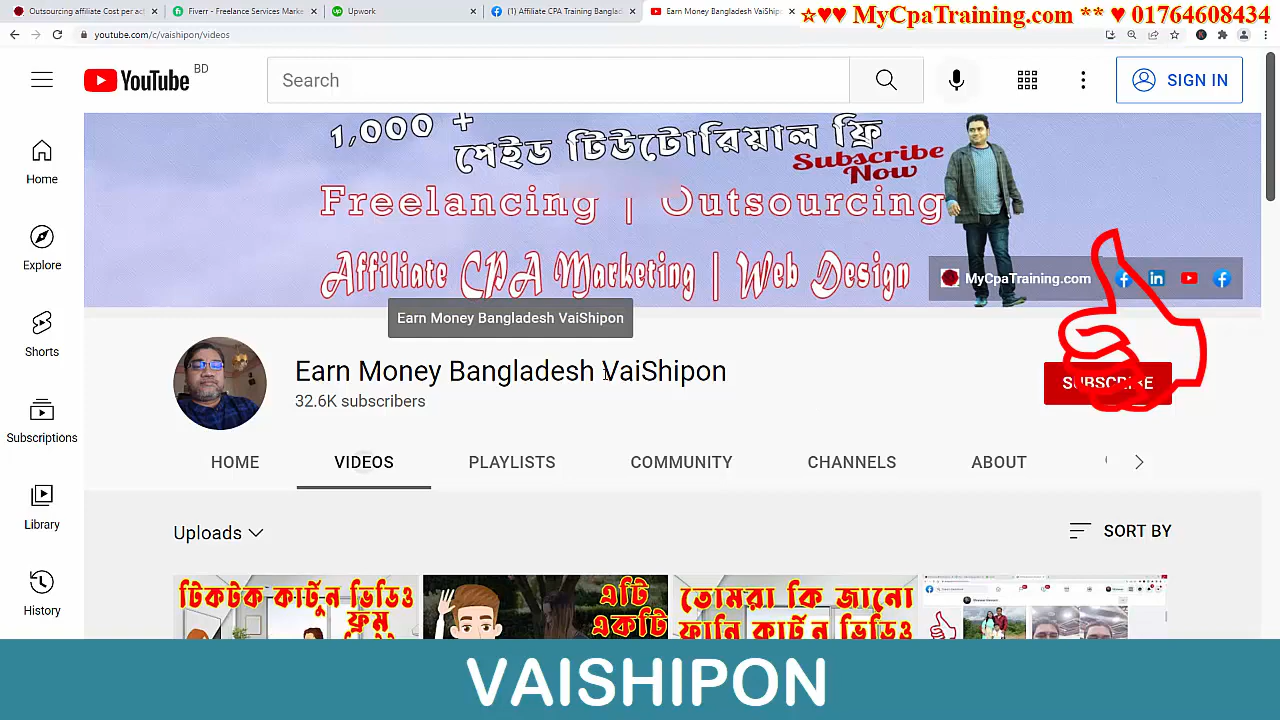 Outsourcing affiliate Cost per ac
Fiverr - Freelance Services Marke
Upwork
(1) Affiliate CPA Training Banglad
Earn Money Bangladesh VaiShipo
☆♥♥ MyCpaTraining.com ** ♥ 01764608434
youtube.com/c/vaishipon/videos
YouTube BD
Search
SIGN IN
Home
Explore
Shorts
Subscriptions
Library
History
1,000 +
পেইড টিউটোরিয়াল ফ্রি
Subscribe
Now
Freelancing | Outsourcing
Affiliate CPA Marketing | Web Design
MyCpaTraining.com
Earn Money Bangladesh VaiShipon
Earn Money Bangladesh VaiShipon
32.6K subscribers
SUBSCRIBE
HOME
VIDEOS
PLAYLISTS
COMMUNITY
CHANNELS
ABOUT
Uploads
SORT BY
টিকটক কার্টুন ভিডিও
ফ্রম
এটি
একটি
তোমরা কি জানো
ফানি কার্টুন ভিডিও
VAISHIPON